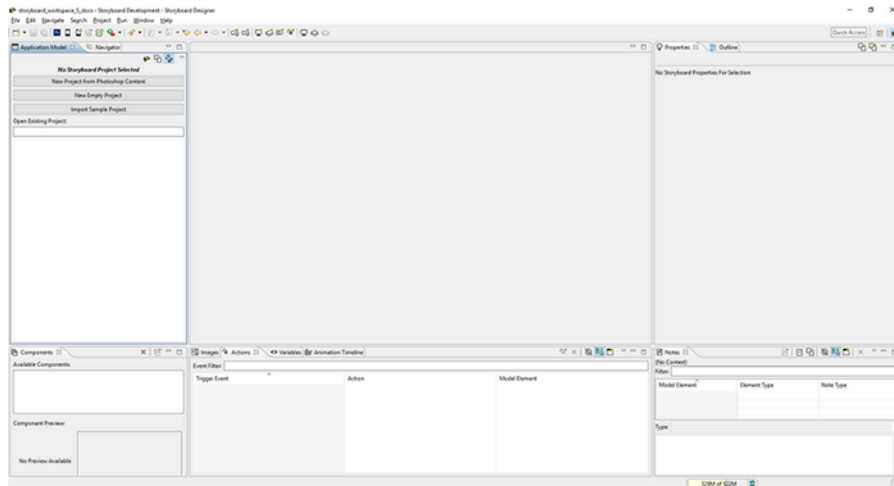 storyboard_workspace_5_docs - Storyboard Development - Storyboard Designer
File Edit Navigate Search Project Run Window Help
Quick Access
Application Model
Navigator
No Storyboard Project Selected
New Project from Photoshop Content
New Empty Project
Import Sample Project
Open Existing Project:
Properties
Outline
No Storyboard Properties For Selection
Components
Available Components:
Component Preview:
No Preview Available
Images
Actions
Variables
Animation Timeline
Event Filter:
Trigger Event
Action
Model Element
Notes
(No Context)
Filter:
Model Element
Element Type
Note Type
Type
329M of 922M